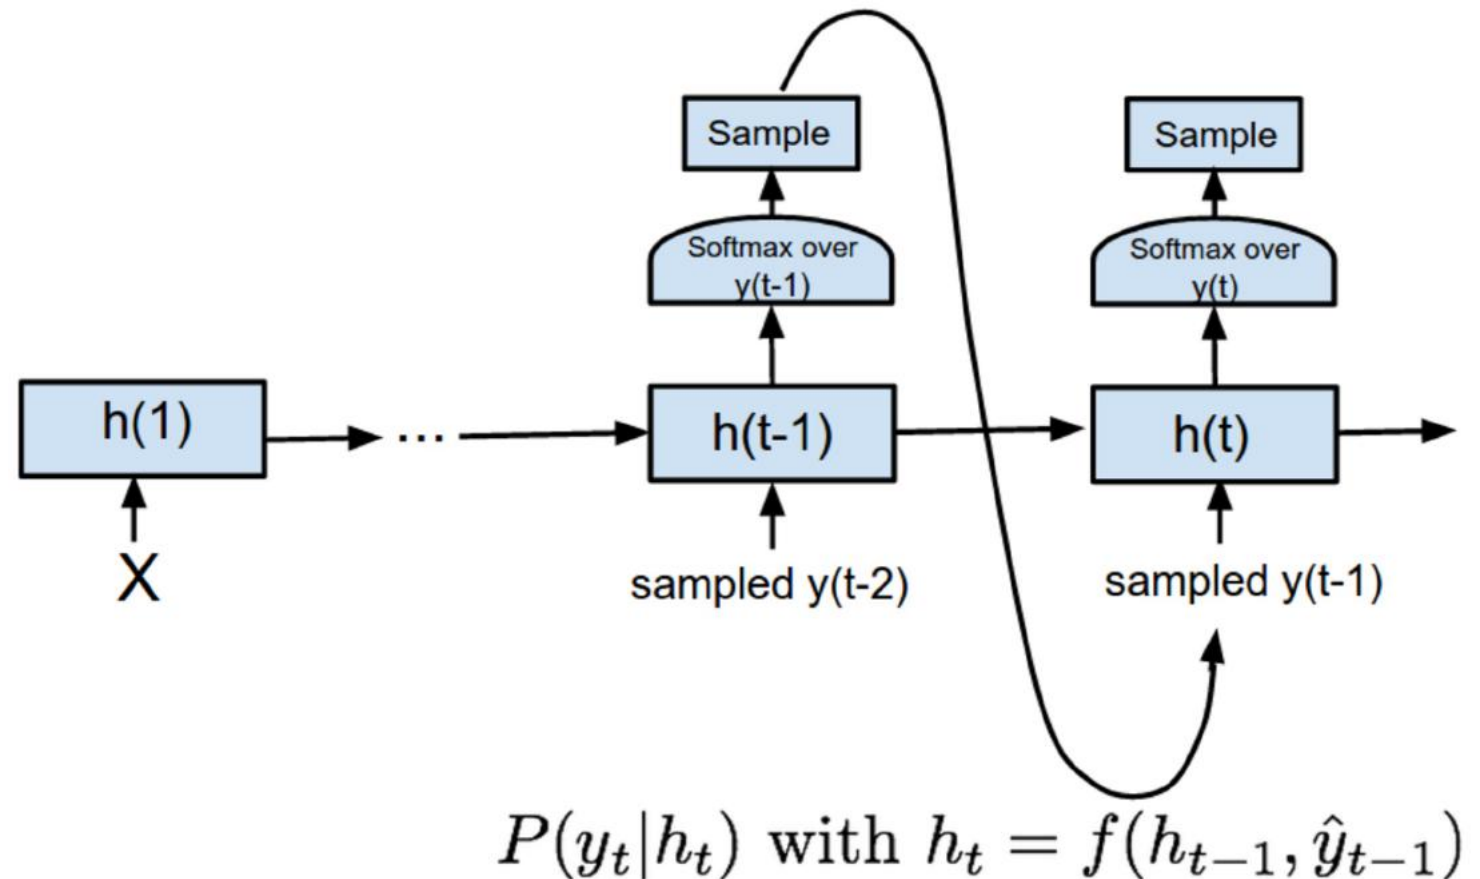 Sample
Sample
Softmax over
y(t-1)
Softmax over
y(t)
h(1)
...
h(t-1)
h(t)
X
sampled y(t-2)
sampled y(t-1)
P(y_t|h_t) with h_t = f(h_{t-1}, ŷ_{t-1})